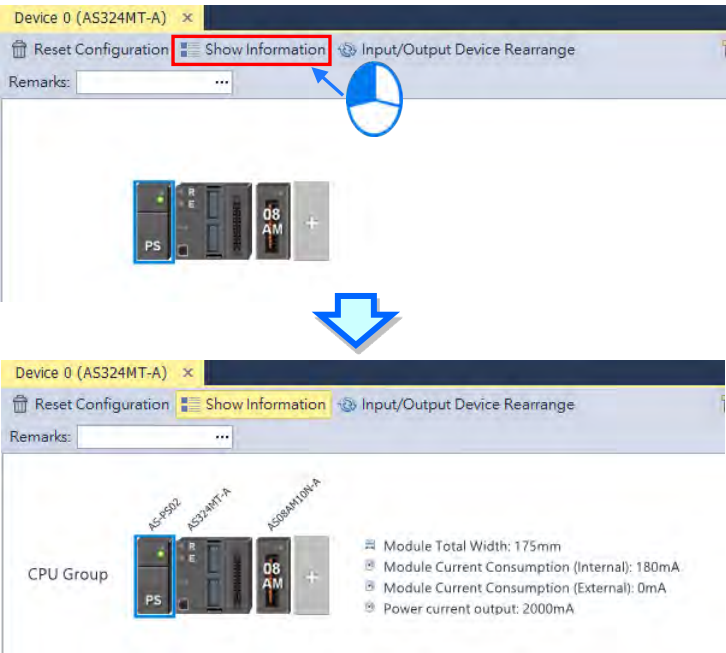 Device 0 (AS324MT-A) ×
Reset Configuration Show Information Input/Output Device Rearrange
Remarks: ...
R
E
08
AM
+
PS
Device 0 (AS324MT-A) ×
Reset Configuration Show Information Input/Output Device Rearrange
Remarks: ...
AS-PS02 AS324MT-A AS08AM10N-A
CPU Group
R
E
08
AM
+
PS
Module Total Width: 175mm
Module Current Consumption (Internal): 180mA
Module Current Consumption (External): 0mA
Power current output: 2000mA